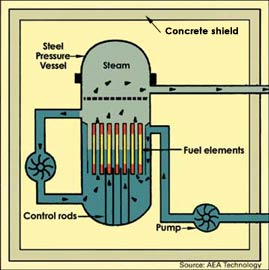 Concrete shield
Steel
Pressure
Vessel
Steam
Fuel elements
Control rods
Pump
Source: AEA Technology